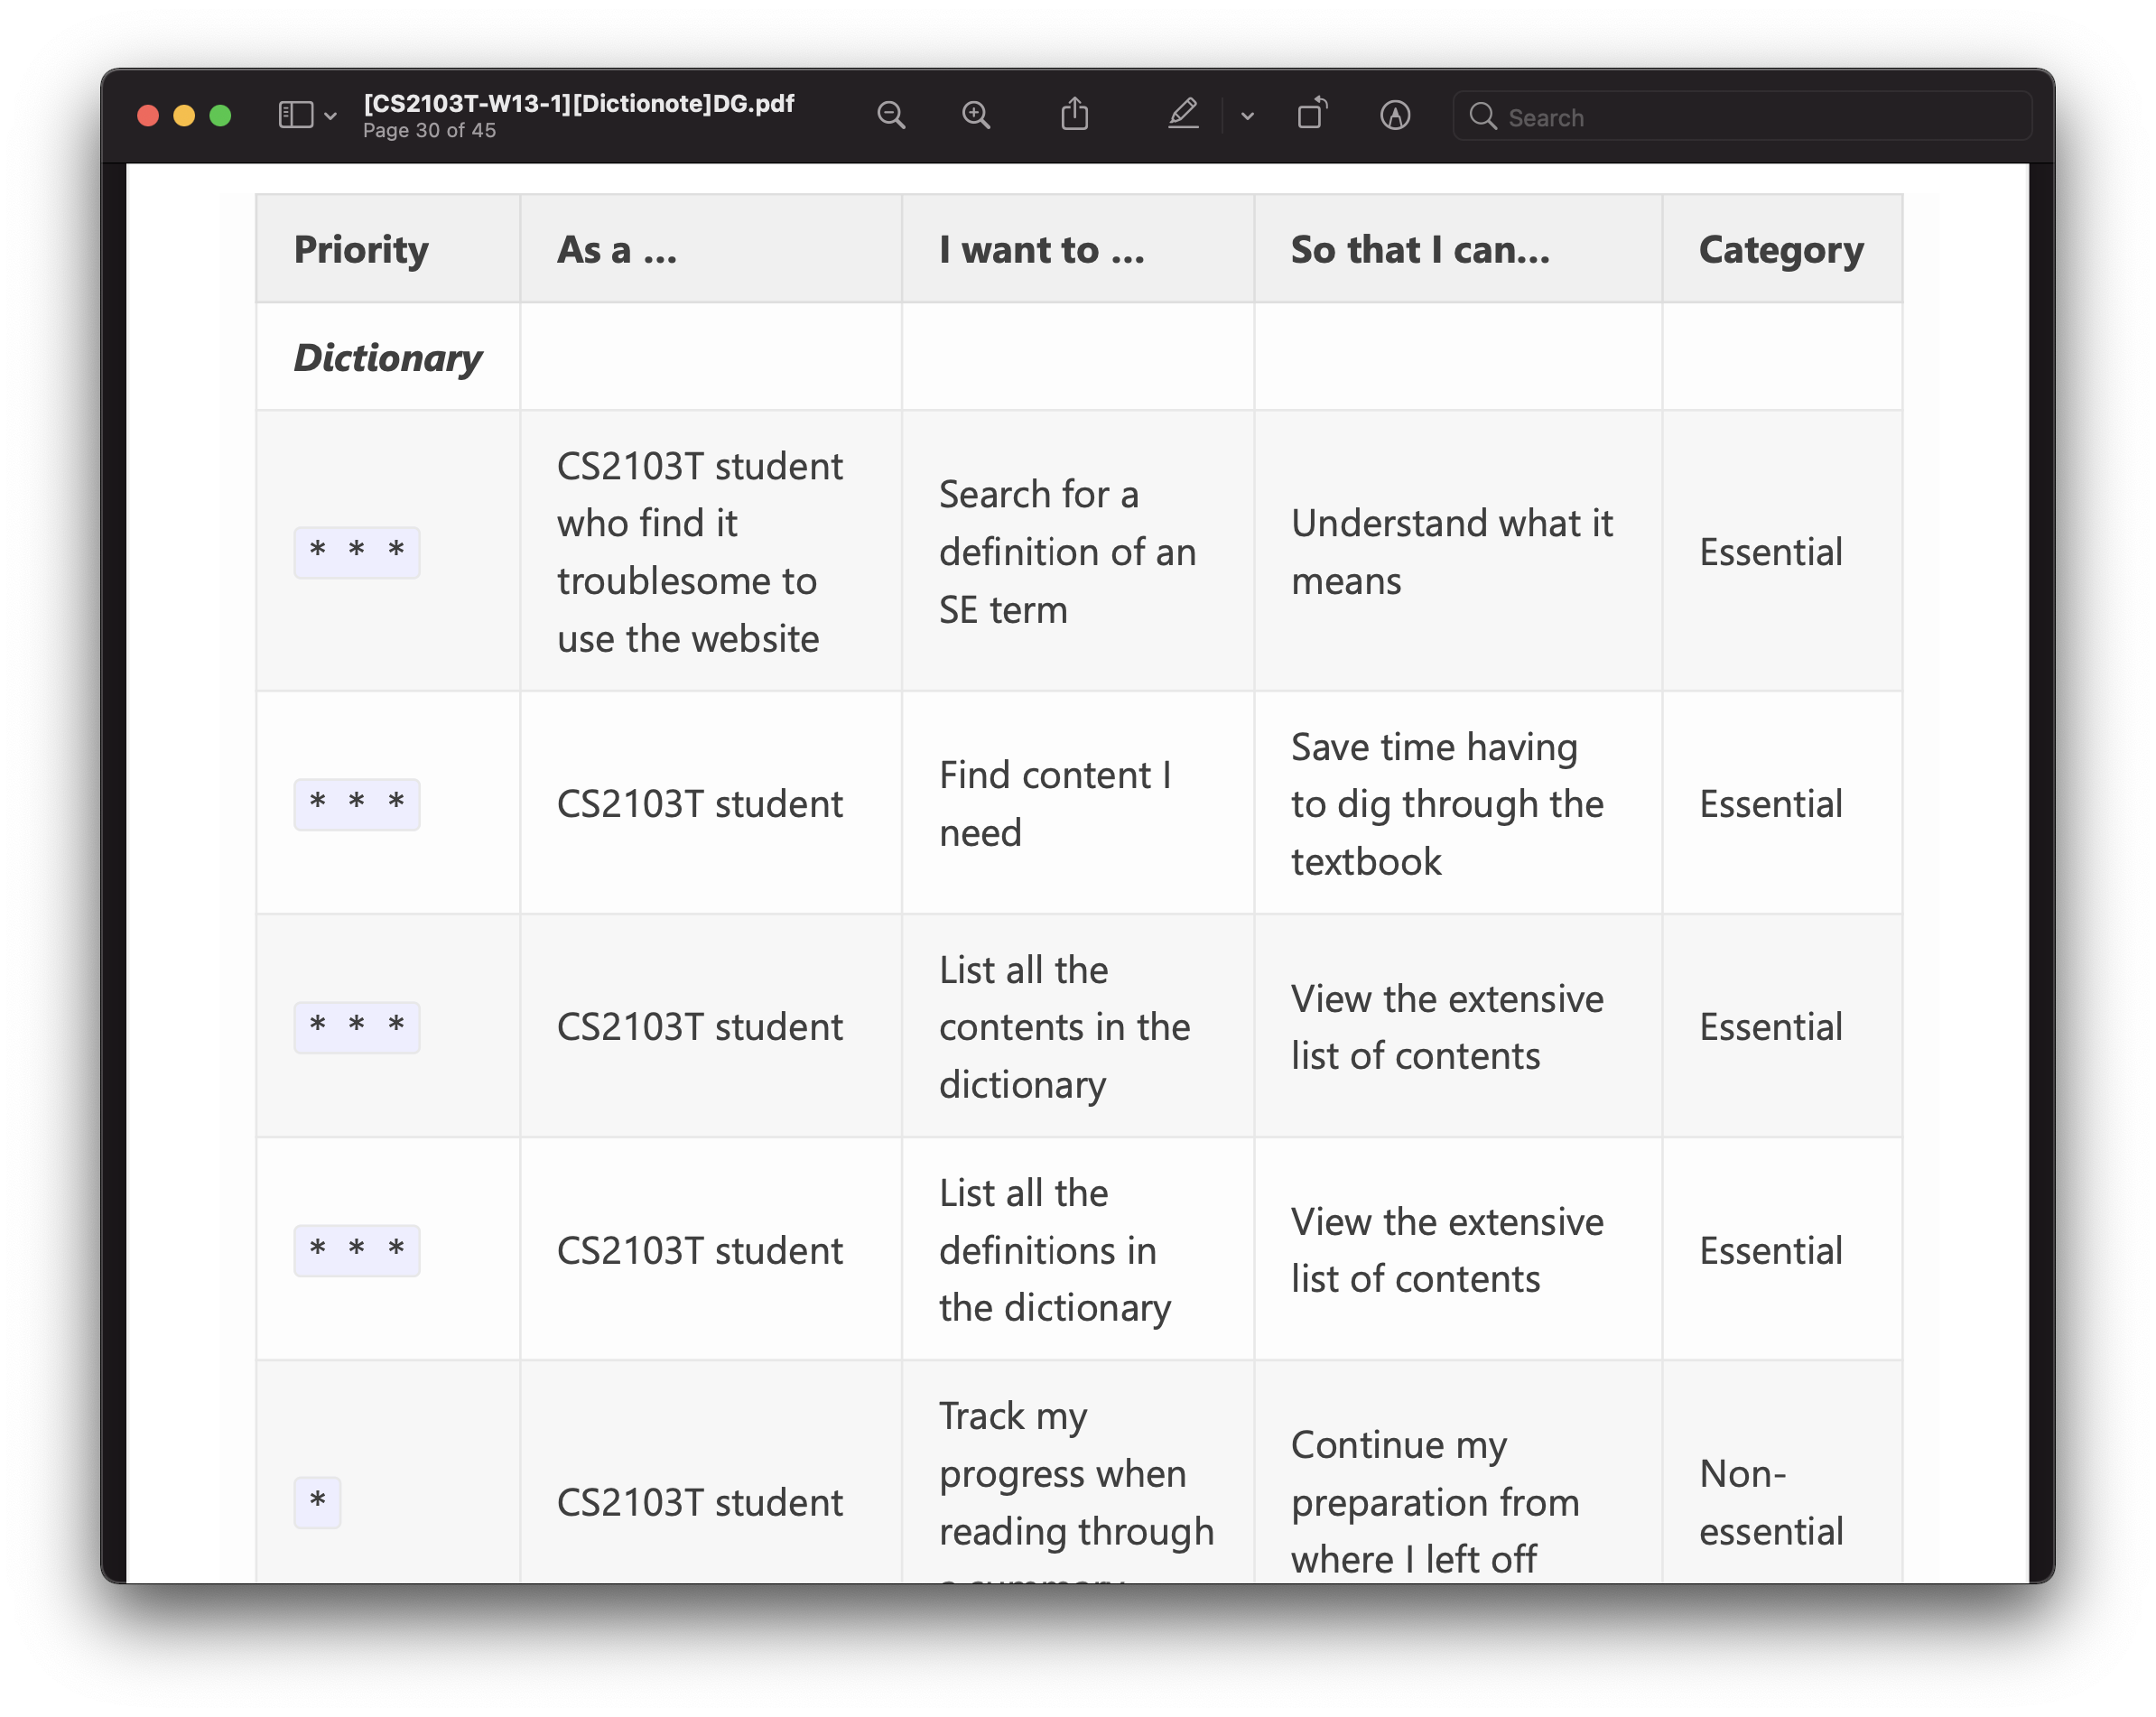 [CS2103T-W13-1][Dictionote]DG.pdf
Page 30 of 45
Search
Priority
As a ...
I want to ...
So that I can...
Category
Dictionary
* * *
CS2103T student
who find it
troublesome to
use the website
Search for a
definition of an
SE term
Understand what it
means
Essential
* * *
CS2103T student
Find content I
need
Save time having
to dig through the
textbook
Essential
* * *
CS2103T student
List all the
contents in the
dictionary
View the extensive
list of contents
Essential
* * *
CS2103T student
List all the
definitions in
the dictionary
View the extensive
list of contents
Essential
*
CS2103T student
Track my
progress when
reading through
Continue my
preparation from
where I left off
Non-
essential